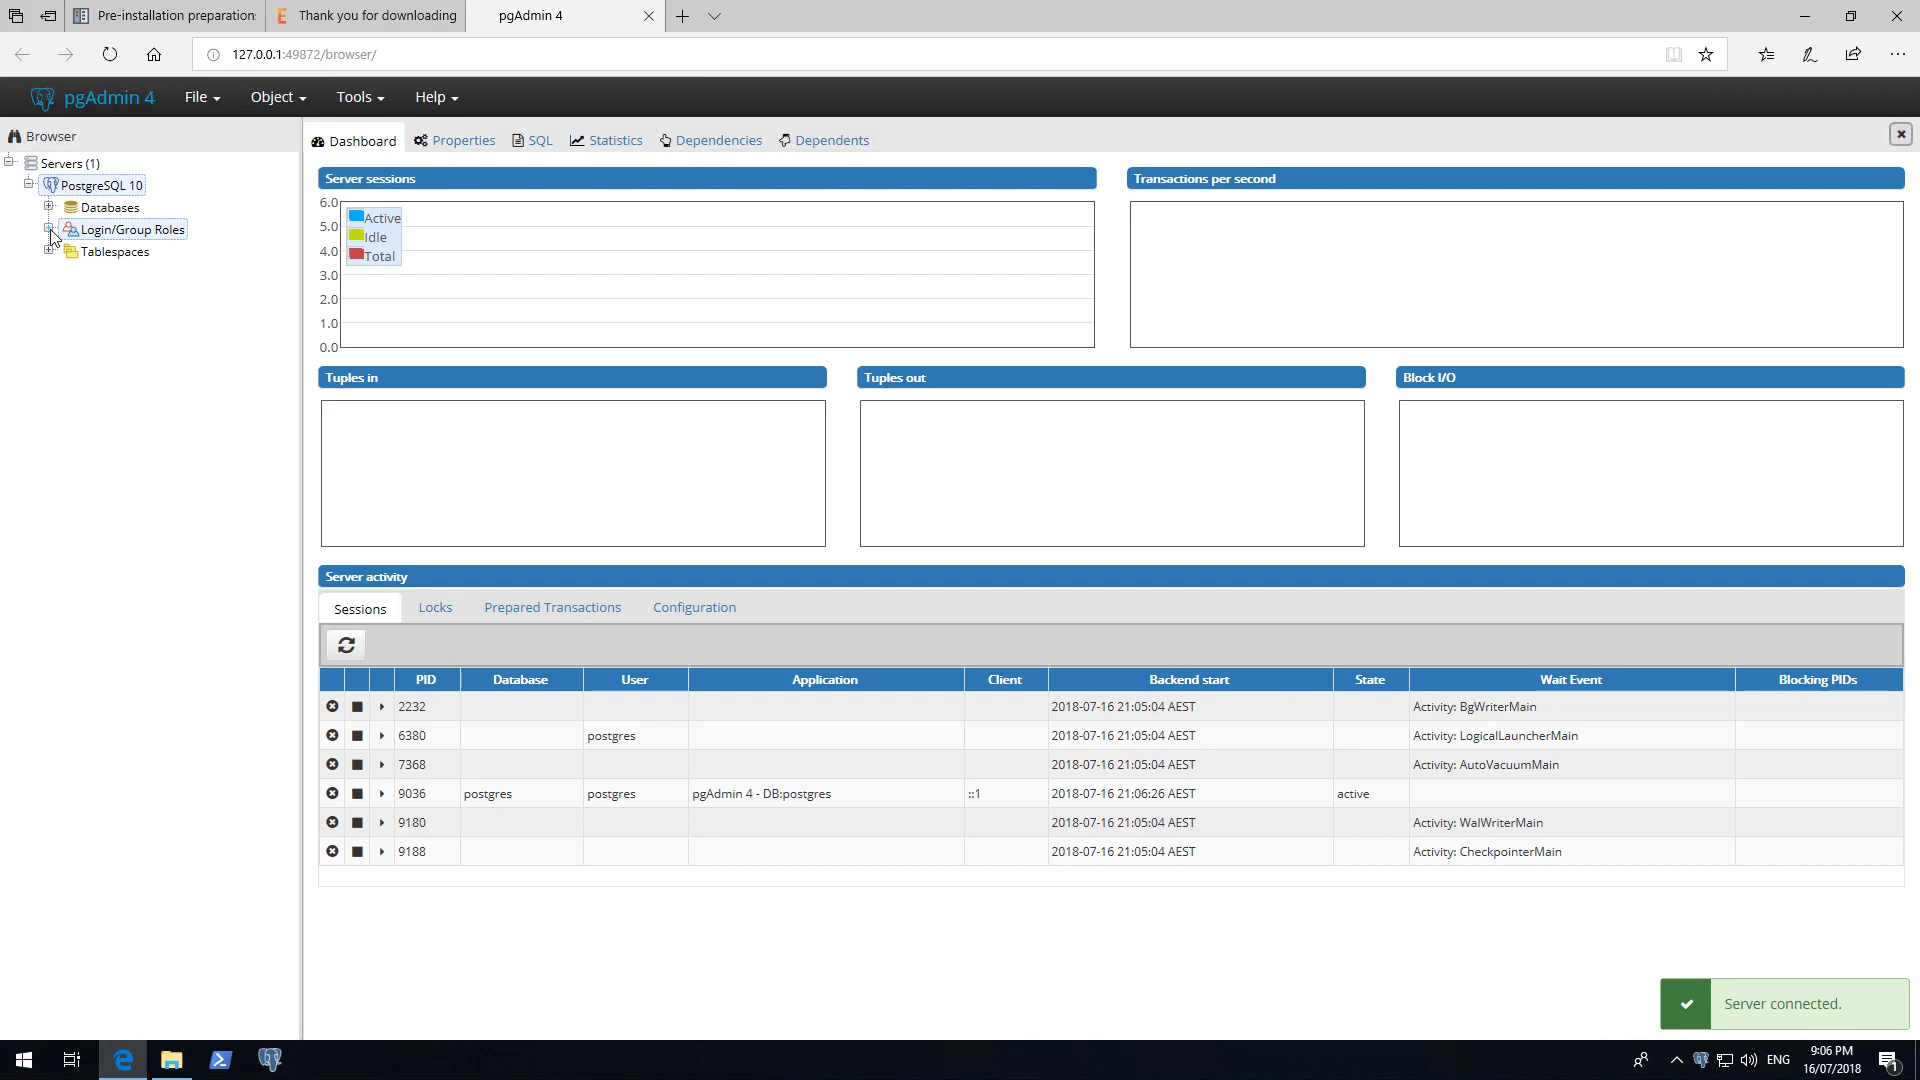 Pre-installation preparation
Thank you for downloading
pgAdmin 4
127.0.0.1:49872/browser/
pgAdmin 4
File
Object
Tools
Help
Browser
Servers (1)
PostgreSQL 10
Databases
Login/Group Roles
Tablespaces
Dashboard
Properties
SQL
Statistics
Dependencies
Dependents
Server sessions
6.0
5.0
4.0
3.0
2.0
1.0
0.0
Active
Idle
Total
Transactions per second
Tuples in
Tuples out
Block I/O
Server activity
Sessions
Locks
Prepared Transactions
Configuration
PID Database User Application Client Backend start State Wait Event Blocking PIDs
2232 2018-07-16 21:05:04 AEST Activity: BgWriterMain
6380 postgres 2018-07-16 21:05:04 AEST Activity: LogicalLauncherMain
7368 2018-07-16 21:05:04 AEST Activity: AutoVacuumMain
9036 postgres postgres pgAdmin 4 - DB:postgres ::1 2018-07-16 21:06:26 AEST active
9180 2018-07-16 21:05:04 AEST Activity: WalWriterMain
9188 2018-07-16 21:05:04 AEST Activity: CheckpointerMain
Server connected.
ENG
9:06 PM
16/07/2018
1